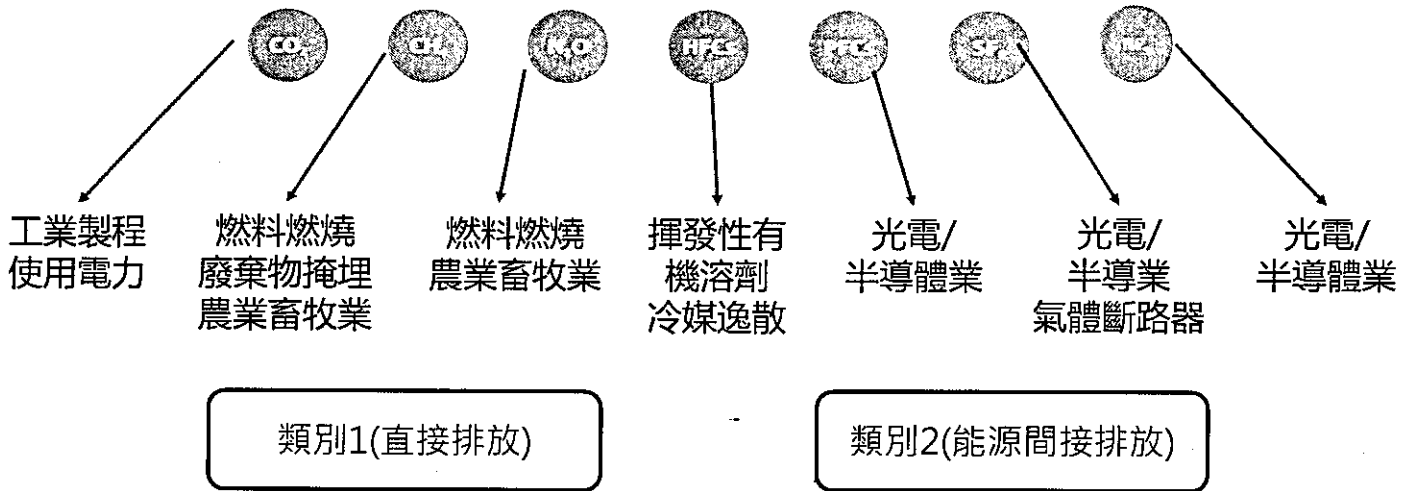 CO₂
CH₄
N₂O
HFCS
PFCS
SF₆
工業製程
使用電力
燃料燃燒
廢棄物掩埋
農業畜牧業
燃料燃燒
農業畜牧業
揮發性有
機溶劑
冷媒逸散
光電/
半導體業
光電/
半導業
氣體斷路器
光電/
半導體業
類別1(直接排放)
類別2(能源間接排放)